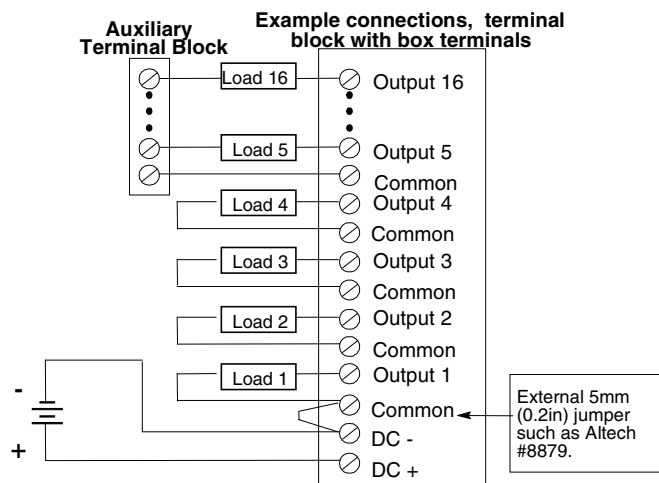 Auxiliary
Terminal Block
Example connections, terminal
block with box terminals
Load 16
Output 16
Load 5
Output 5
Common
Load 4
Output 4
Common
Load 3
Output 3
Common
Load 2
Output 2
Common
Load 1
Output 1
Common
-
DC -
+
DC +
External 5mm
(0.2in) jumper
such as Altech
#8879.